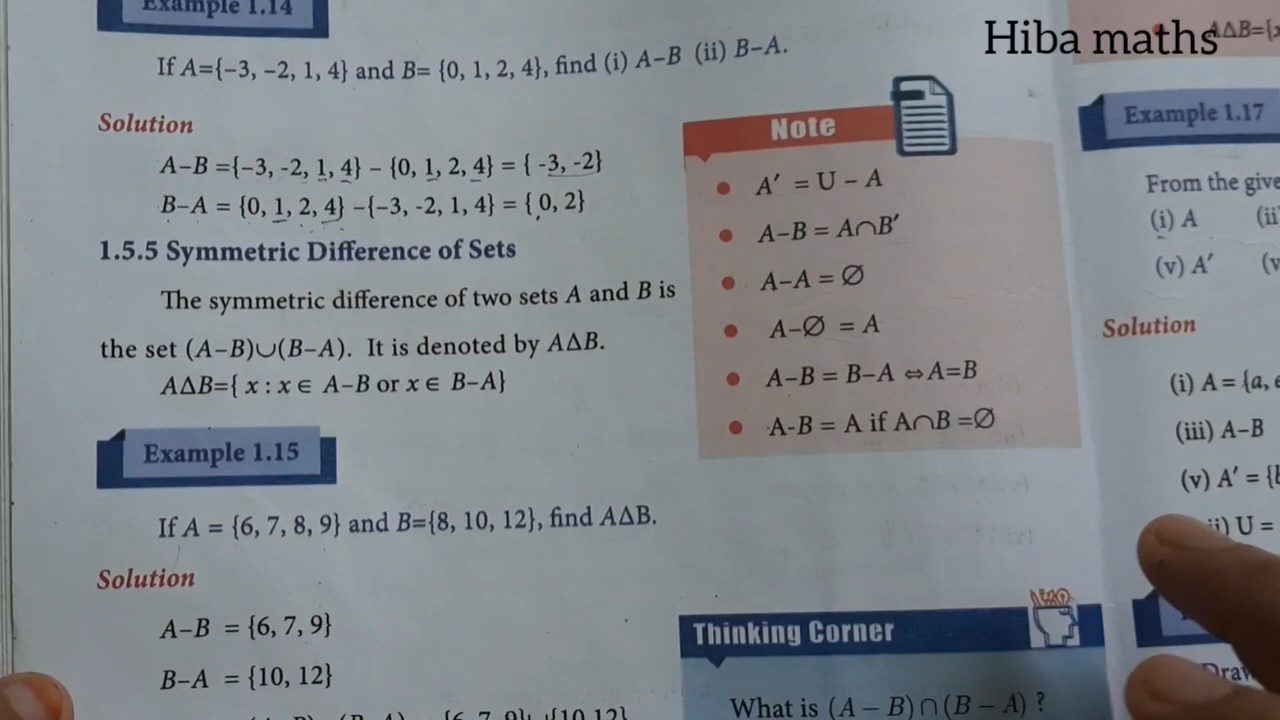 Example 1.14
Hiba maths
If A={−3, −2, 1, 4} and B= {0, 1, 2, 4}, find (i) A−B (ii) B−A.
Solution
A−B ={−3, -2, 1, 4} − {0, 1, 2, 4} = { -3, -2}
B−A = {0, 1, 2, 4} −{−3, -2, 1, 4} = { 0, 2}
1.5.5 Symmetric Difference of Sets
The symmetric difference of two sets A and B is
the set (A−B)∪(B−A). It is denoted by AΔB.
AΔB={ x : x ∈ A−B or x ∈ B−A}
Example 1.15
If A = {6, 7, 8, 9} and B={8, 10, 12}, find AΔB.
Solution
A−B = {6, 7, 9}
B−A = {10, 12}
Note
A′ = U − A
A−B = A∩B′
A−A = ∅
A−∅ = A
A−B = B−A ⇔ A=B
A-B = A if A∩B =∅
Thinking Corner
What is (A − B)∩(B − A) ?
AΔB={x
Example 1.17
From the give
(i) A (ii
(v) A′ (v
Solution
(i) A = {a, e
(iii) A−B
(v) A′ = {b
i) U =
Draw